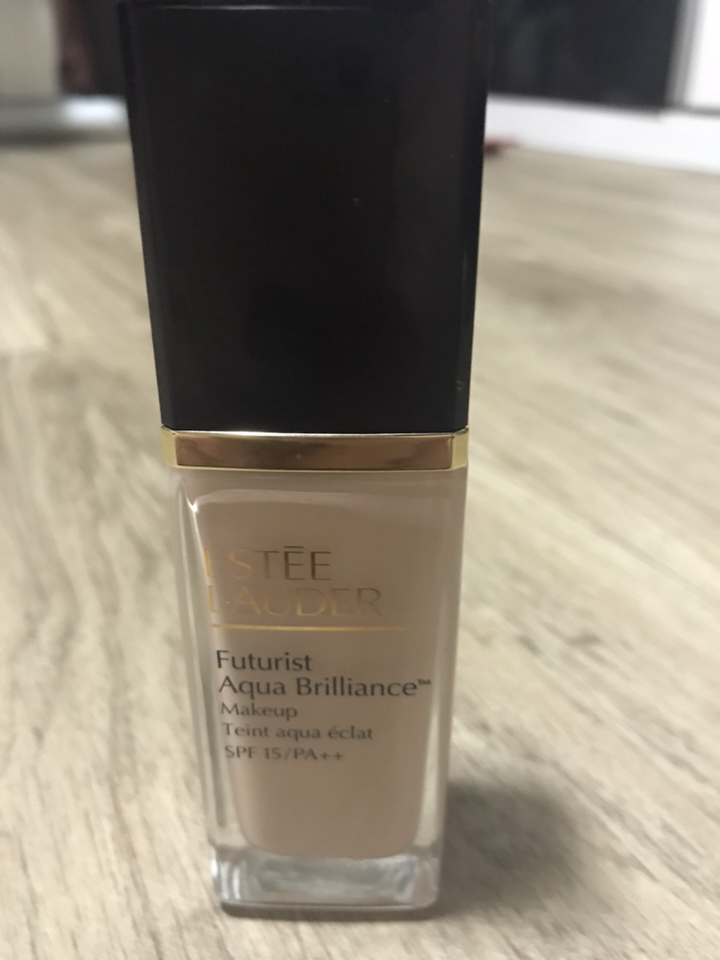 ESTĒE
LAUDER
Futurist
Aqua Brilliance™
Makeup
Teint aqua éclat
SPF 15/PA++